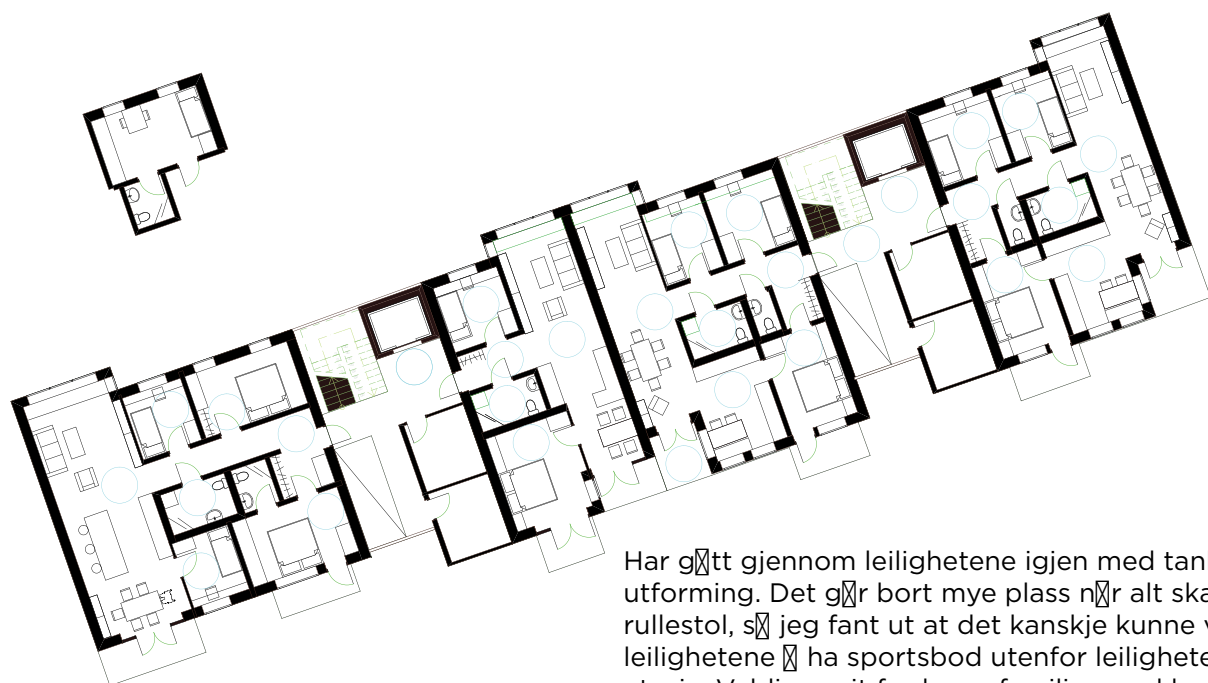 Har g☒tt gjennom leilighetene igjen med tan
utforming. Det g☒r bort mye plass n☒r alt ska
rullestol, s☒ jeg fant ut at det kanskje kunne v
leilighetene ☒ ha sportsbod utenfor leilighete